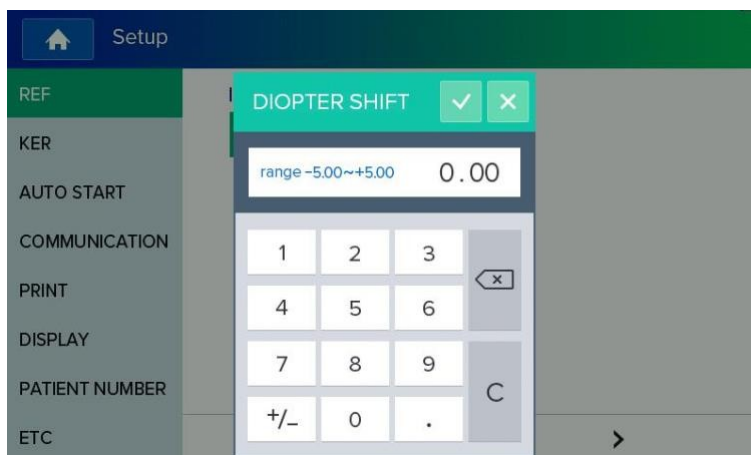 Setup
REF
KER
AUTO START
COMMUNICATION
PRINT
DISPLAY
PATIENT NUMBER
ETC
DIOPTER SHIFT
range -5.00~+5.00 0.00
1 2 3
4 5 6
7 8 9
C
+/- 0 .